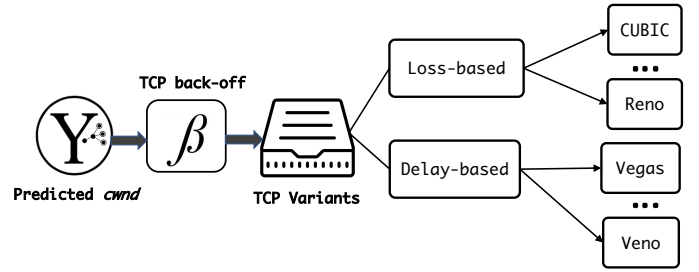 TCP back-off
Y
β
Predicted cwnd
TCP Variants
Loss-based
Delay-based
CUBIC
...
Reno
Vegas
...
Veno